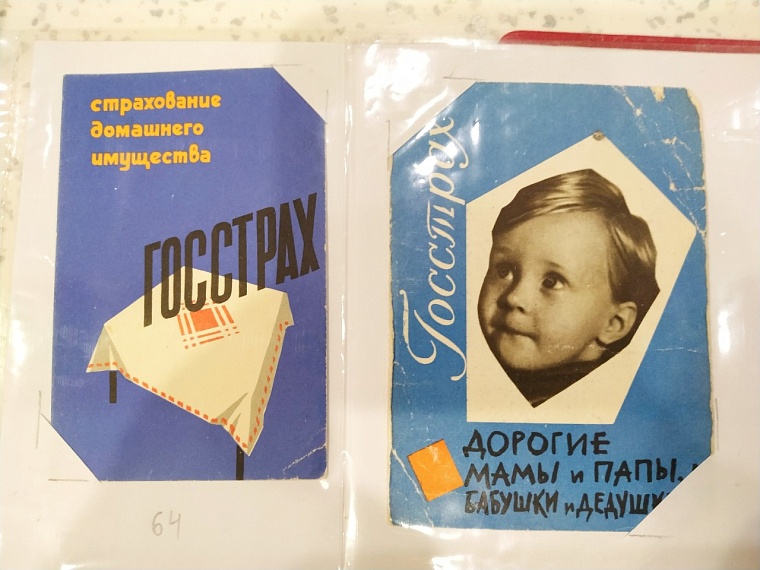 страхование
домашнего
имущества
ГОССТРАХ
64
Госстрах
ДОРОГИЕ
МАМЫ и ПАПЫ,
БАБУШКИ и